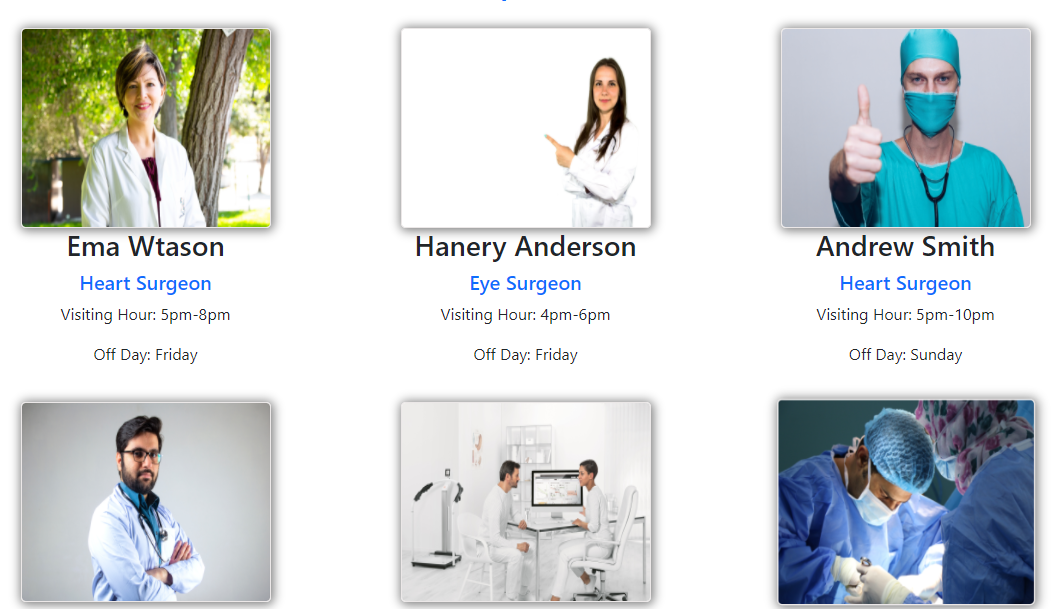 Ema Wtason
Hanery Anderson
Andrew Smith
Heart Surgeon
Eye Surgeon
Heart Surgeon
Visiting Hour: 5pm-8pm
Visiting Hour: 4pm-6pm
Visiting Hour: 5pm-10pm
Off Day: Friday
Off Day: Friday
Off Day: Sunday